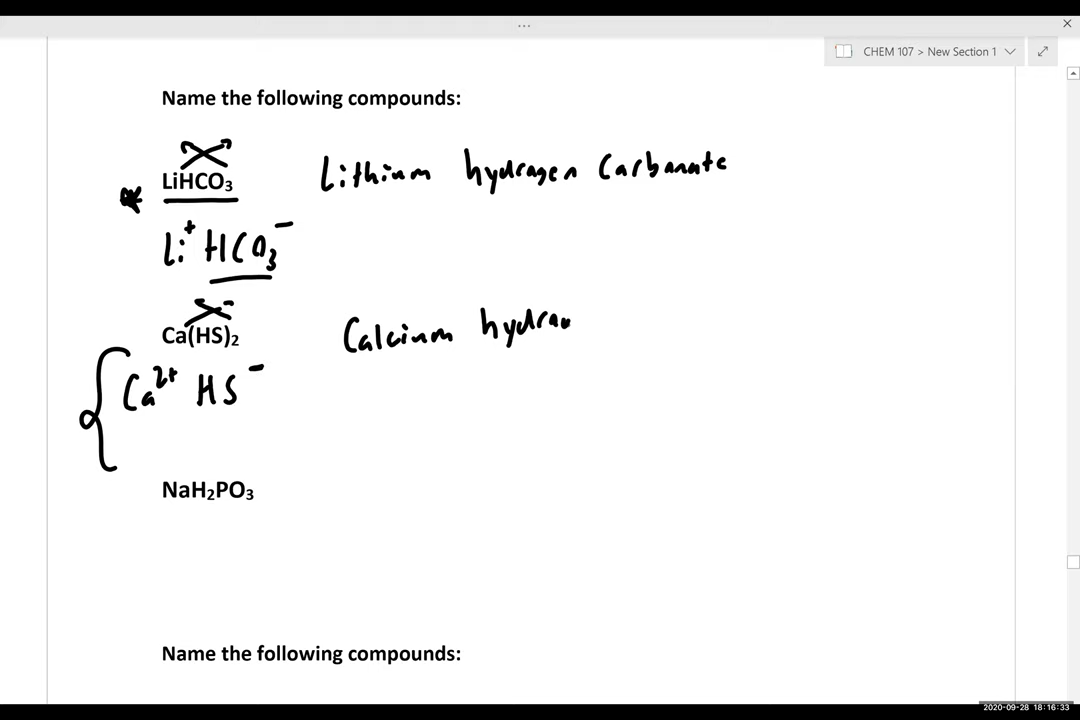 CHEM 107 > New Section 1
Name the following compounds:
LiHCO₃ Lithium hydrogen Carbonate
Li⁺ HCO₃⁻
Ca(HS)₂ Calcium hydro
Ca²⁺ HS⁻
NaH₂PO₃
Name the following compounds:
2020-09-28 18:16:33